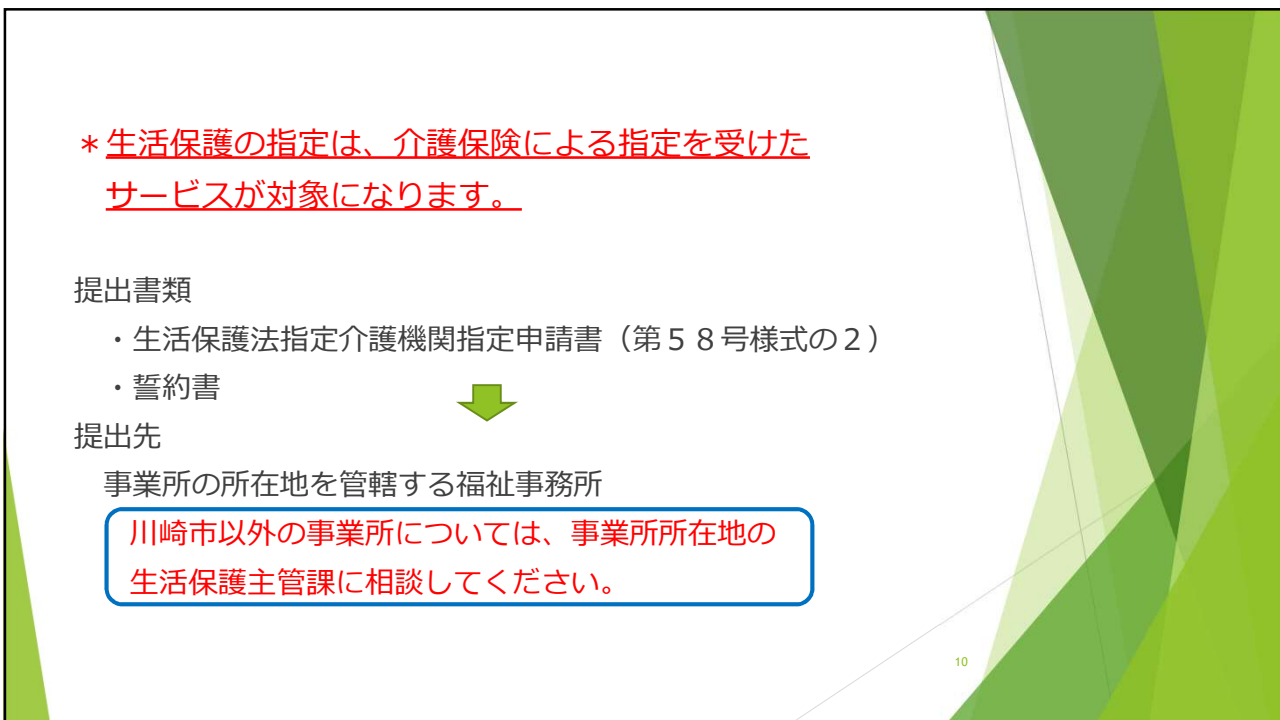 ＊生活保護の指定は、介護保険による指定を受けた
サービスが対象になります。
提出書類
・生活保護法指定介護機関指定申請書（第５８号様式の２）
・誓約書
提出先
事業所の所在地を管轄する福祉事務所
川崎市以外の事業所については、事業所所在地の
生活保護主管課に相談してください。
10